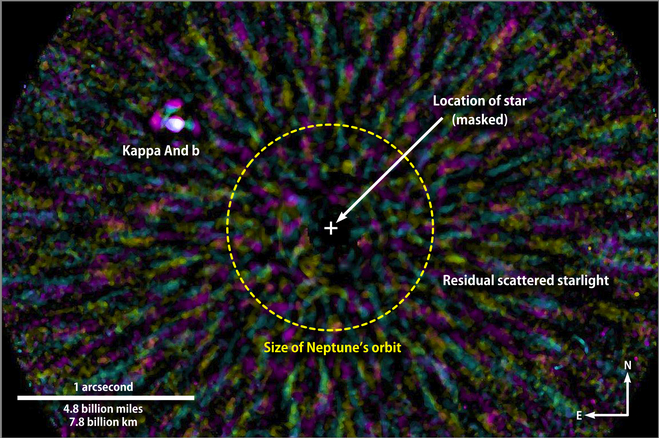 Location of star
(masked)
Kappa And b
Residual scattered starlight
Size of Neptune's orbit
1 arcsecond
4.8 billion miles
7.8 billion km
N
E